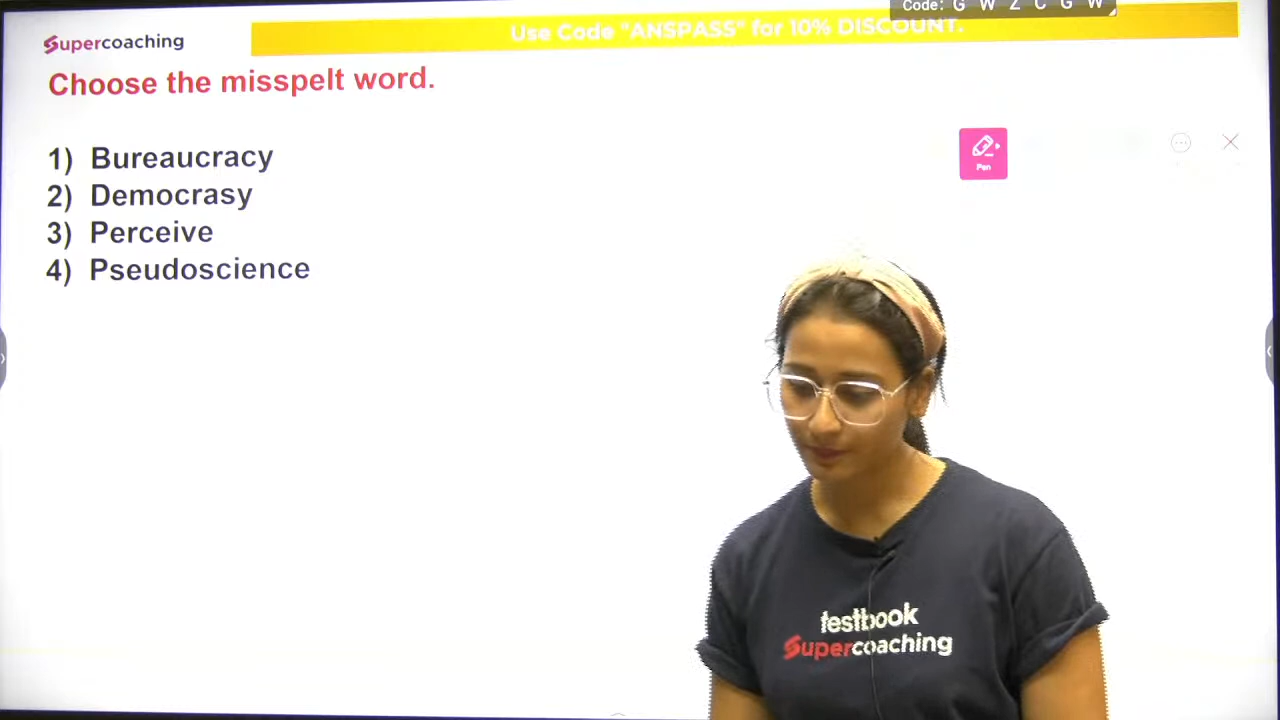 Code: G W Z C G W
Supercoaching
Use Code "ANSPASS" for 10% DISCOUNT.
Choose the misspelt word.
1) Bureaucracy
2) Democrasy
3) Perceive
4) Pseudoscience
Pen
testbook
Supercoaching